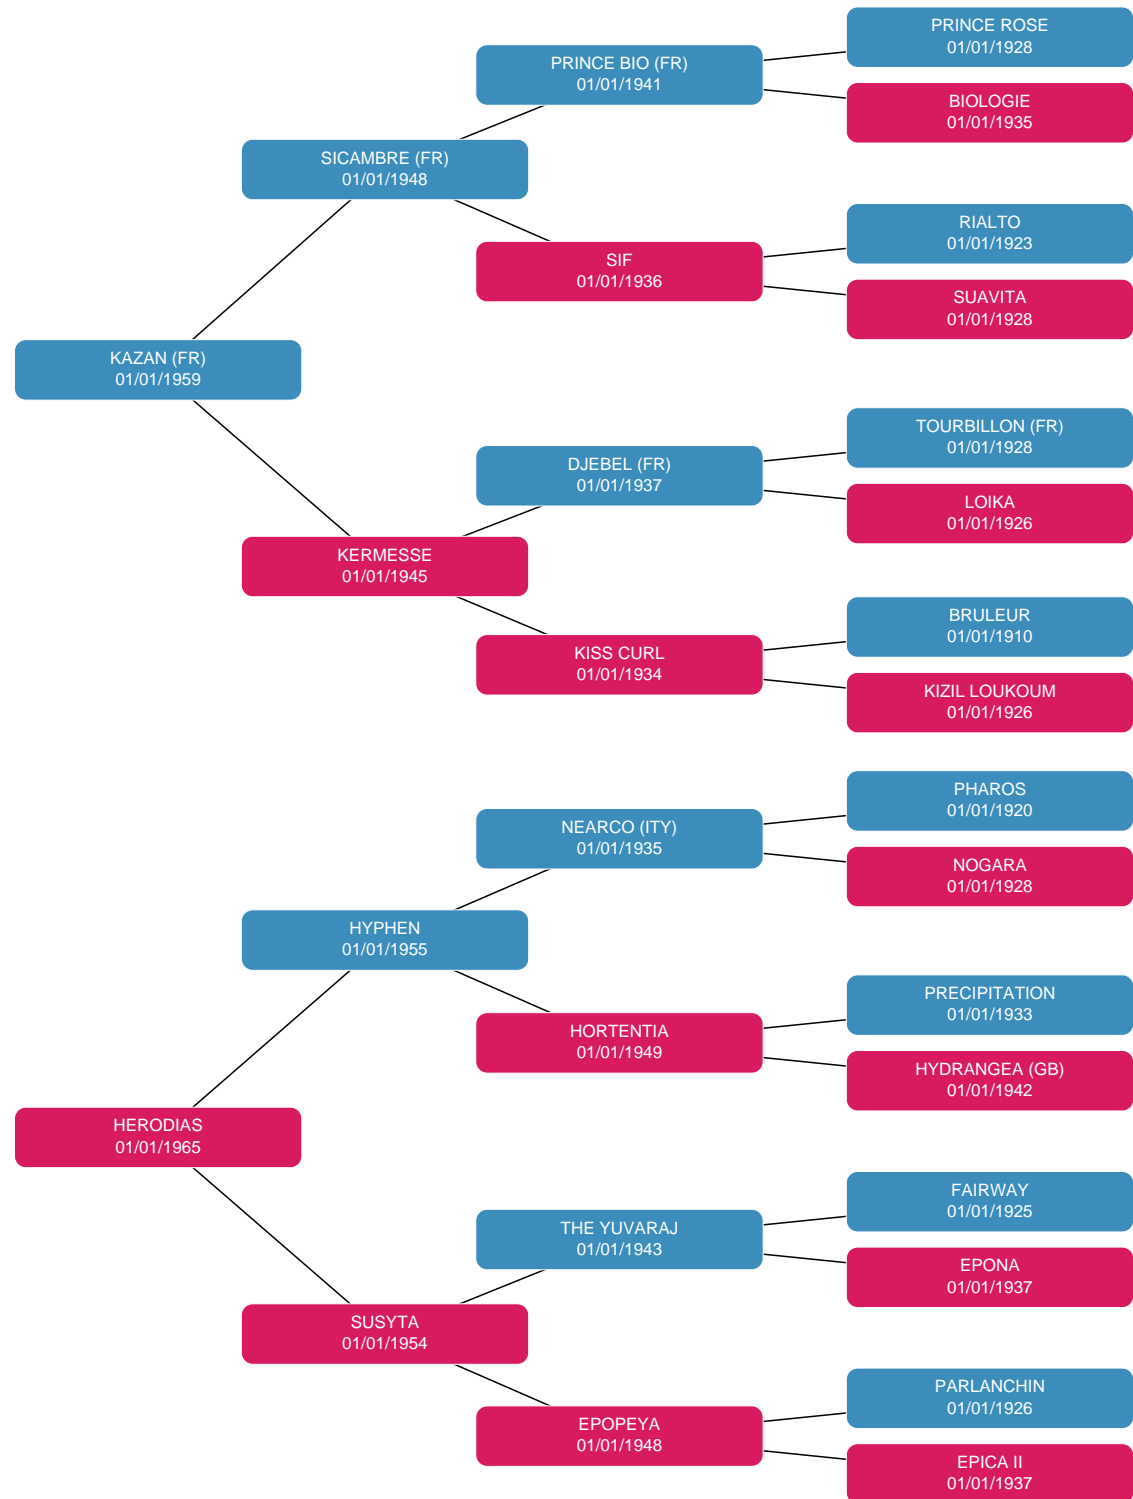 PRINCE ROSE
01/01/1928
PRINCE BIO (FR)
01/01/1941
BIOLOGIE
01/01/1935
SICAMBRE (FR)
01/01/1948
RIALTO
01/01/1923
SIF
01/01/1936
SUAVITA
01/01/1928
KAZAN (FR)
01/01/1959
TOURBILLON (FR)
01/01/1928
DJEBEL (FR)
01/01/1937
LOIKA
01/01/1926
KERMESSE
01/01/1945
BRULEUR
01/01/1910
KISS CURL
01/01/1934
KIZIL LOUKOUM
01/01/1926
PHAROS
01/01/1920
NEARCO (ITY)
01/01/1935
NOGARA
01/01/1928
HYPHEN
01/01/1955
PRECIPITATION
01/01/1933
HORTENTIA
01/01/1949
HYDRANGEA (GB)
01/01/1942
HERODIAS
01/01/1965
FAIRWAY
01/01/1925
THE YUVARAJ
01/01/1943
EPONA
01/01/1937
SUSYTA
01/01/1954
PARLANCHIN
01/01/1926
EPOPEYA
01/01/1948
EPICA II
01/01/1937